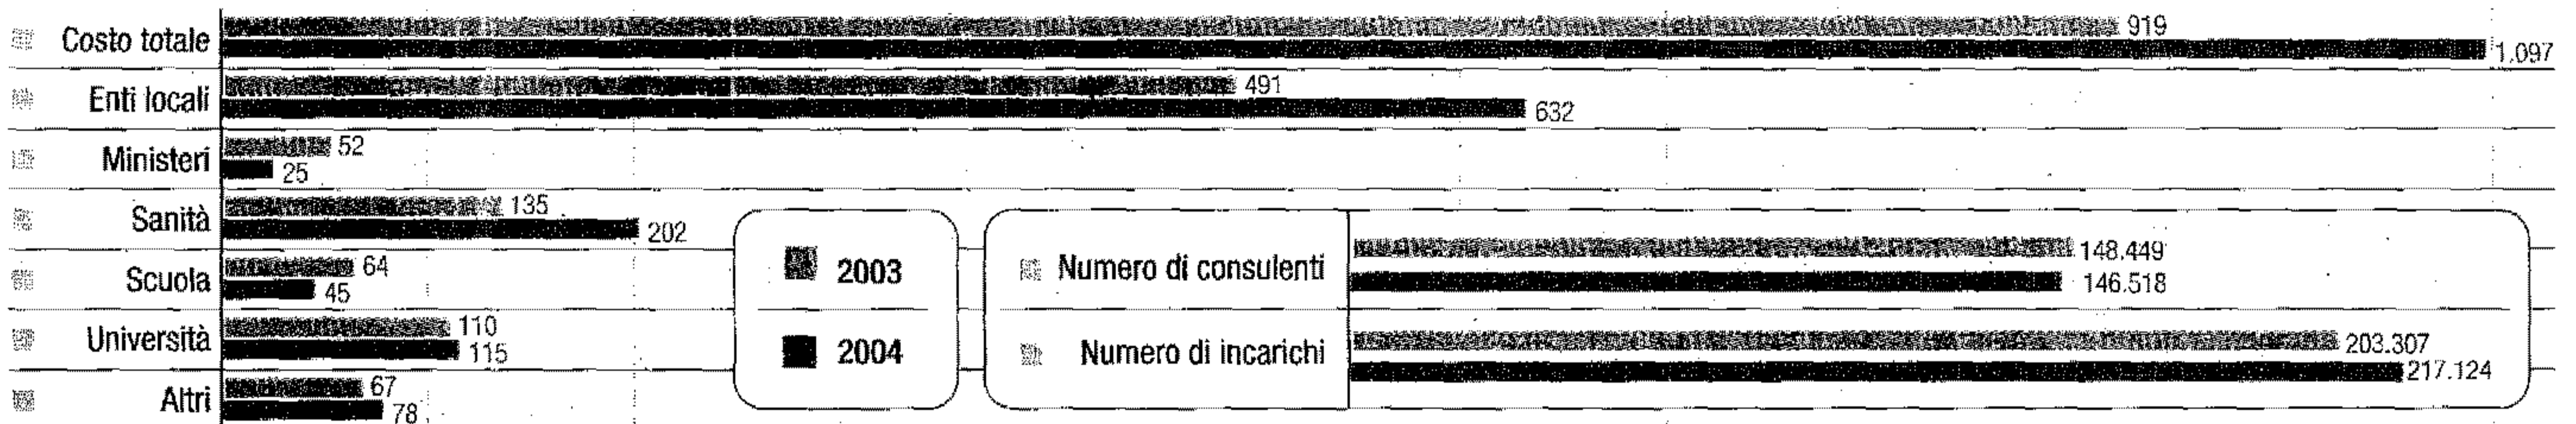 Costo totale 919
1.097
Enti locali 491
632
Ministeri 52
25
Sanità 135
202
Scuola 64
45
Università 110
115
Altri 67
78
2003
2004
Numero di consulenti 148.449
146.518
Numero di incarichi 203.307
217.124